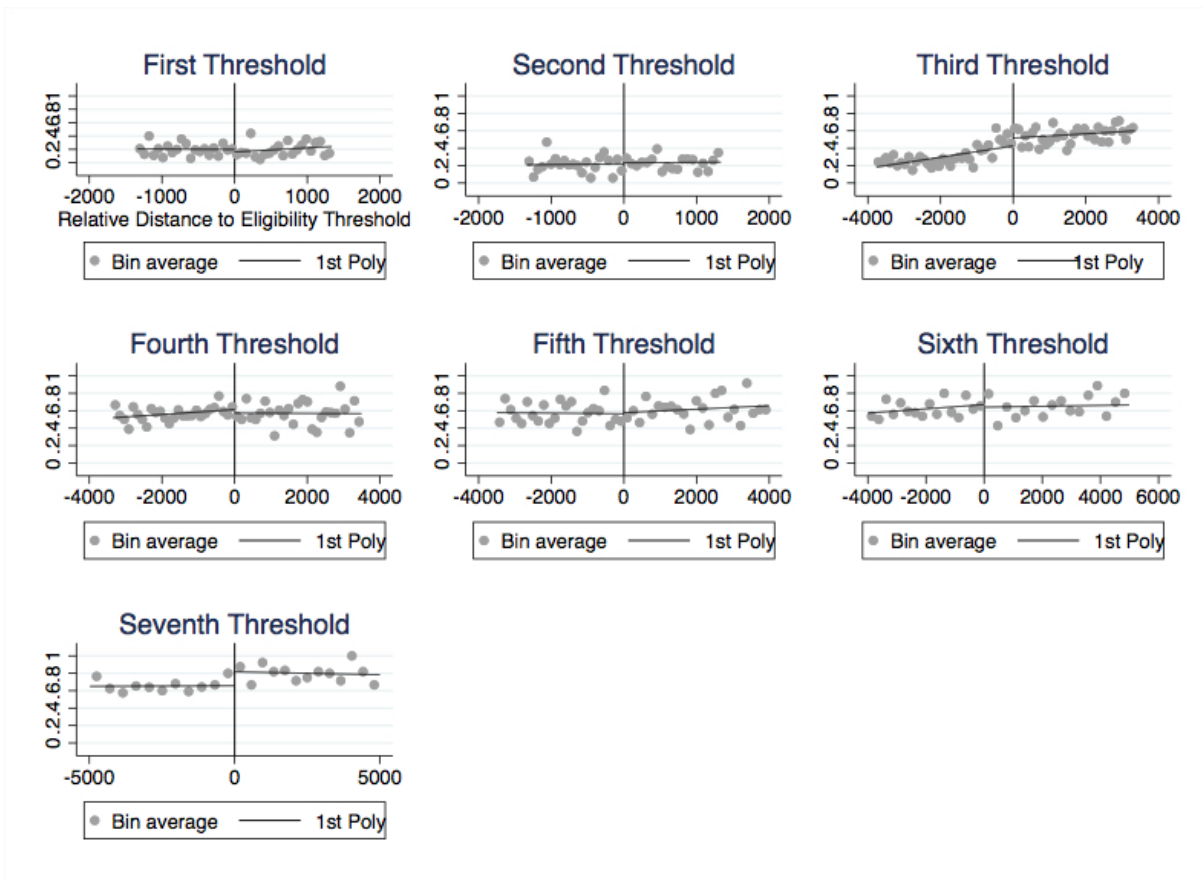 First Threshold
0.2.4.6.81
-2000 -1000 0 1000 2000
Relative Distance to Eligibility Threshold
Bin average 1st Poly
Second Threshold
0 .2.4.6.8 1
-2000 -1000 0 1000 2000
Bin average 1st Poly
Third Threshold
0 .2.4.6.8 1
-4000 -2000 0 2000 4000
Bin average 1st Poly
Fourth Threshold
0.2.4.6.81
-4000 -2000 0 2000 4000
Bin average 1st Poly
Fifth Threshold
0.2.4.6.81
-4000 -2000 0 2000 4000
Bin average 1st Poly
Sixth Threshold
0.2.4.6.81
-4000 -2000 0 2000 4000 6000
Bin average 1st Poly
Seventh Threshold
0.2.4.6.81
-5000 0 5000
Bin average 1st Poly